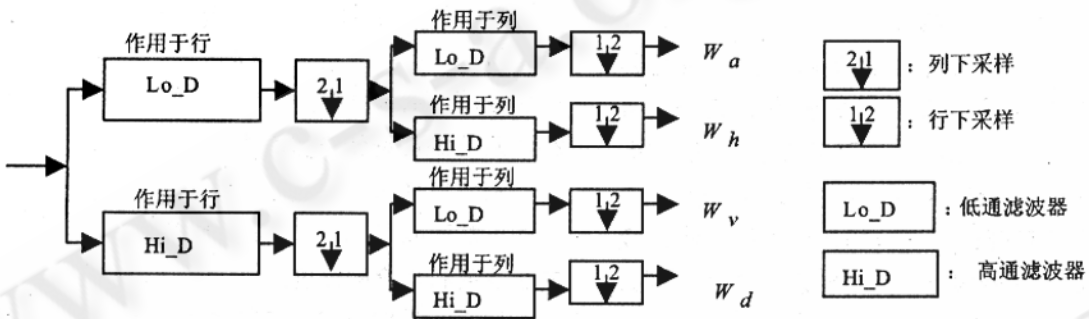 作用于行
Lo_D
2↓1
作用于列
Lo_D
1↓2
W a
作用于列
Hi_D
1↓2
W h
作用于行
Hi_D
2↓1
作用于列
Lo_D
1↓2
W v
作用于列
Hi_D
1↓2
W d
2↓1 : 列下采样
1↓2 : 行下采样
Lo_D : 低通滤波器
Hi_D : 高通滤波器
www.c-s-a